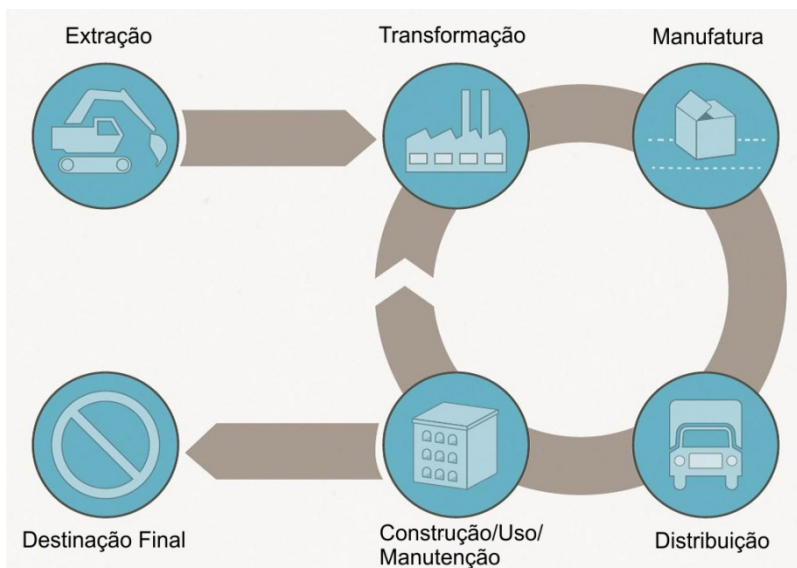 Extração
Transformação
Manufatura
Destinação Final
Construção/Uso/
Manutenção
Distribuição